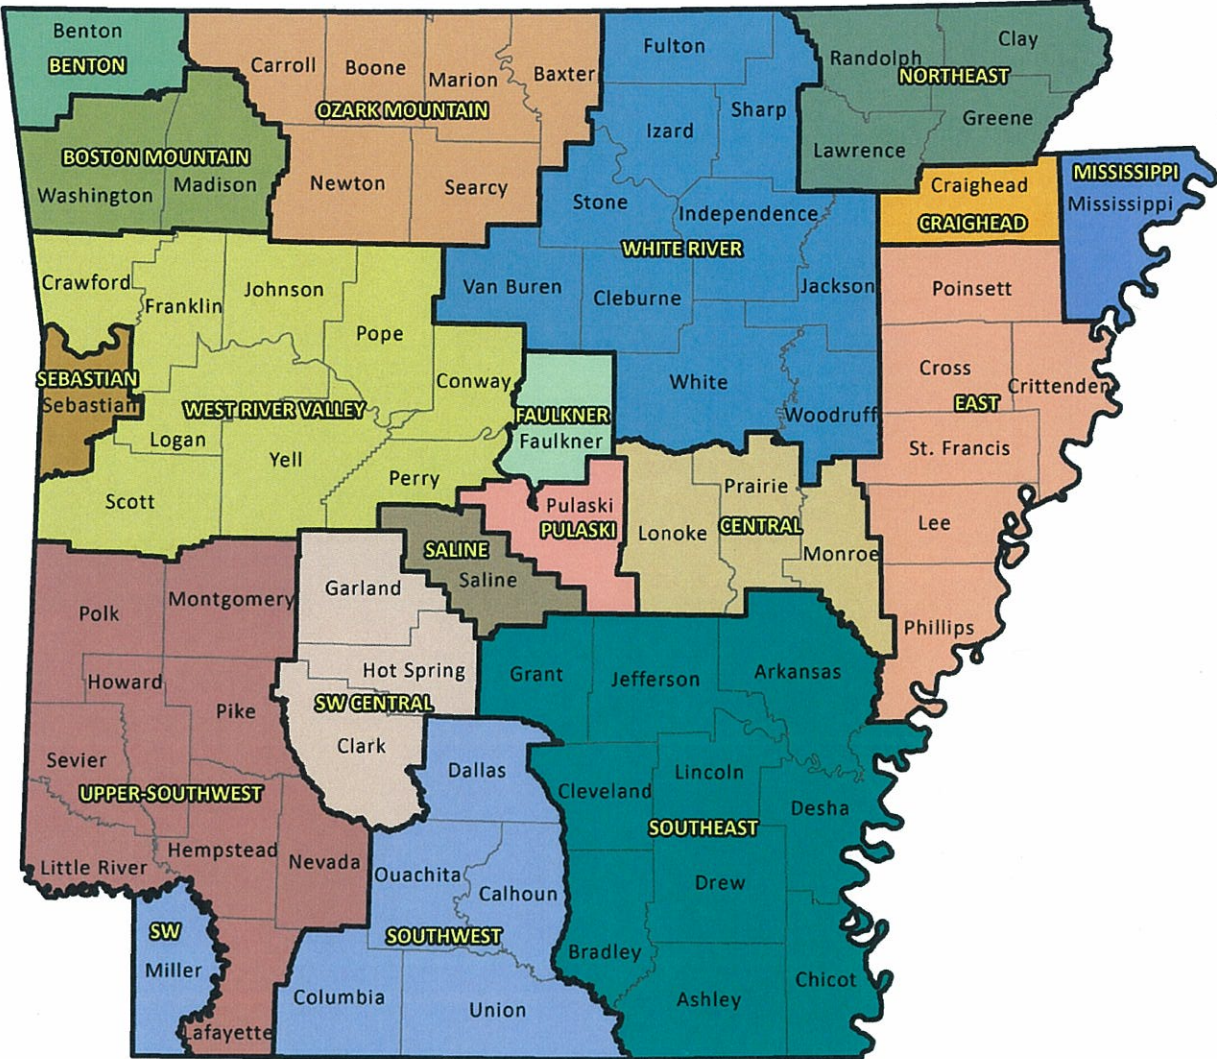 Benton
BENTON
Carroll
Boone
Marion
Baxter
OZARK MOUNTAIN
Fulton
Sharp
Izard
Randolph
Clay
NORTHEAST
Greene
Lawrence
BOSTON MOUNTAIN
Washington
Madison
Newton
Searcy
Stone
Independence
WHITE RIVER
Craighead
CRAIGHEAD
MISSISSIPPI
Mississippi
Crawford
Franklin
Johnson
Pope
Van Buren
Cleburne
Jackson
Poinsett
SEBASTIAN
Sebastian
WEST RIVER VALLEY
Conway
White
Woodruff
Cross
Crittenden
EAST
FAULKNER
Faulkner
Logan
Yell
Perry
Scott
St. Francis
Pulaski
PULASKI
Lonoke
Prairie
CENTRAL
Monroe
Lee
SALINE
Saline
Garland
Polk
Montgomery
Phillips
Howard
Pike
Hot Spring
SW CENTRAL
Clark
Grant
Jefferson
Arkansas
Sevier
UPPER-SOUTHWEST
Dallas
Cleveland
Lincoln
Desha
SOUTHEAST
Little River
Hempstead
Nevada
Ouachita
Calhoun
Drew
SW
Miller
SOUTHWEST
Bradley
Columbia
Union
Ashley
Chicot
Lafayette